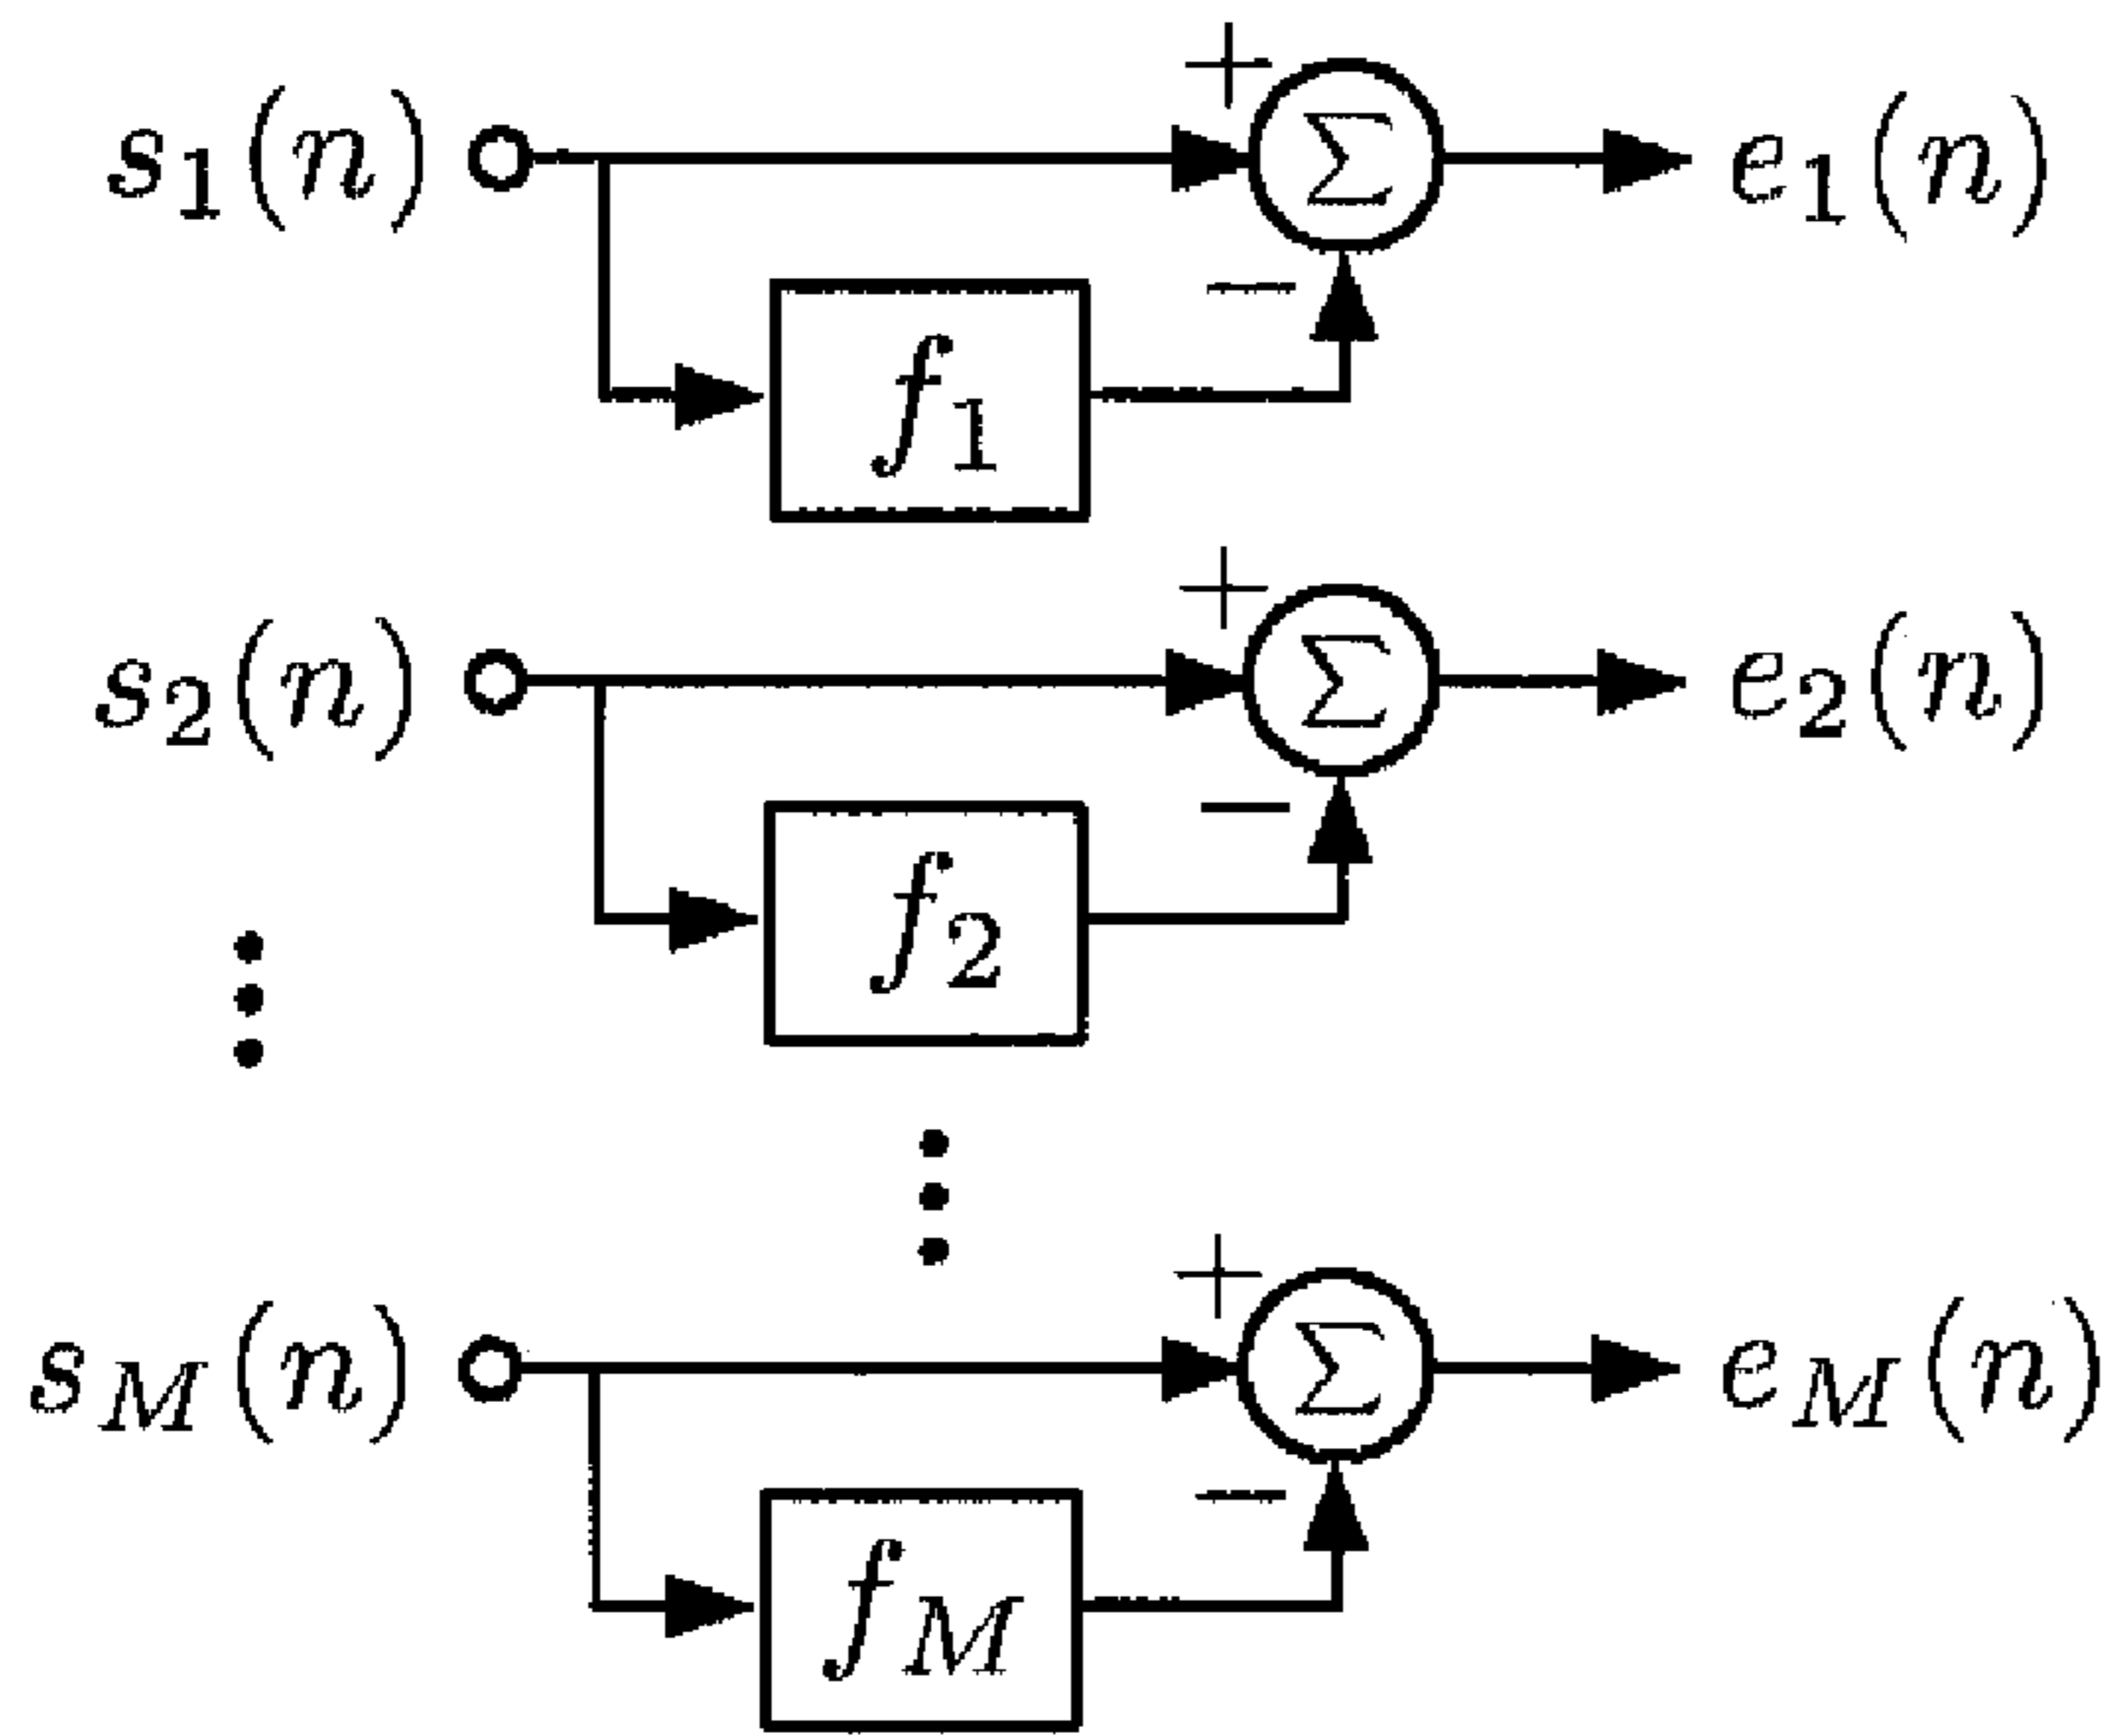 s₁(n) + Σ e₁(n)
−
f₁
s₂(n) + Σ e₂(n)
−
f₂
s_M(n) + Σ e_M(n)
−
f_M